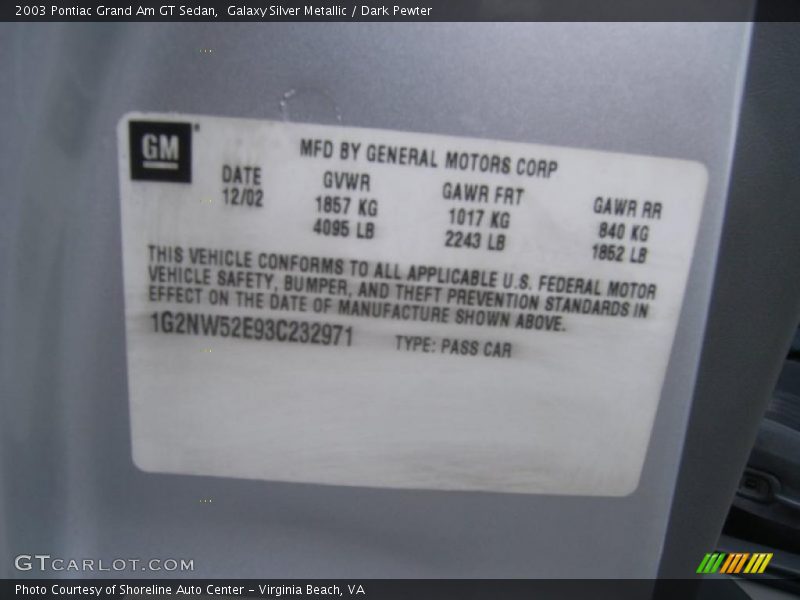 2003 Pontiac Grand Am GT Sedan,  Galaxy Silver Metallic / Dark Pewter
GM
MFD BY GENERAL MOTORS CORP
DATE GVWR GAWR FRT GAWR RR
12/02 1857 KG 1017 KG 840 KG
4095 LB 2243 LB 1852 LB
THIS VEHICLE CONFORMS TO ALL APPLICABLE U.S. FEDERAL MOTOR
VEHICLE SAFETY, BUMPER, AND THEFT PREVENTION STANDARDS IN
EFFECT ON THE DATE OF MANUFACTURE SHOWN ABOVE.
1G2NW52E93C232971 TYPE: PASS CAR
GTCARLOT.COM
Photo Courtesy of Shoreline Auto Center - Virginia Beach, VA